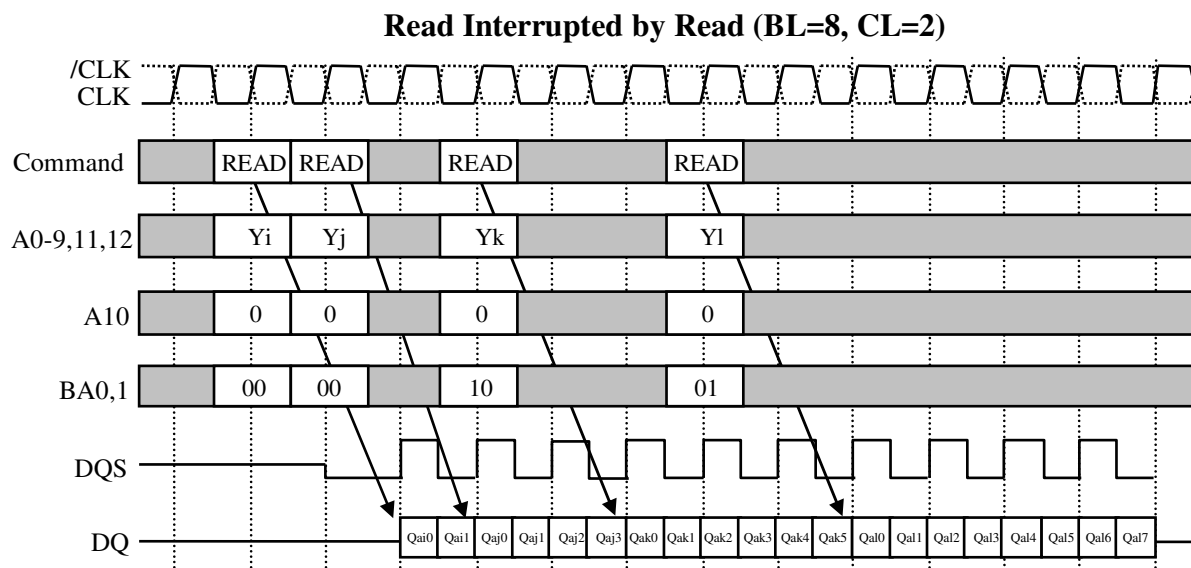 Read Interrupted by Read (BL=8, CL=2)
/CLK
CLK
Command READ READ READ READ
A0-9,11,12 Yi Yj Yk Yl
A10 0 0 0 0
BA0,1 00 00 10 01
DQS
DQ Qai0 Qai1 Qaj0 Qaj1 Qaj2 Qaj3 Qak0 Qak1 Qak2 Qak3 Qak4 Qak5 Qal0 Qal1 Qal2 Qal3 Qal4 Qal5 Qal6 Qal7